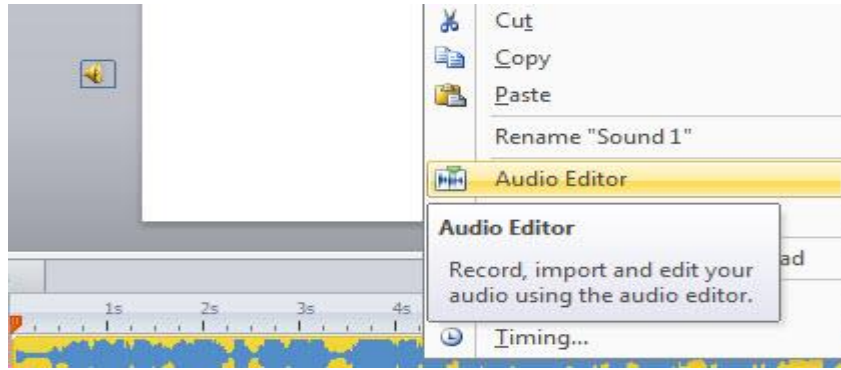 Cut
Copy
Paste
Rename "Sound 1"
Audio Editor
Audio Editor
Record, import and edit your
audio using the audio editor.
ad
1s 2s 3s 4s
Timing...